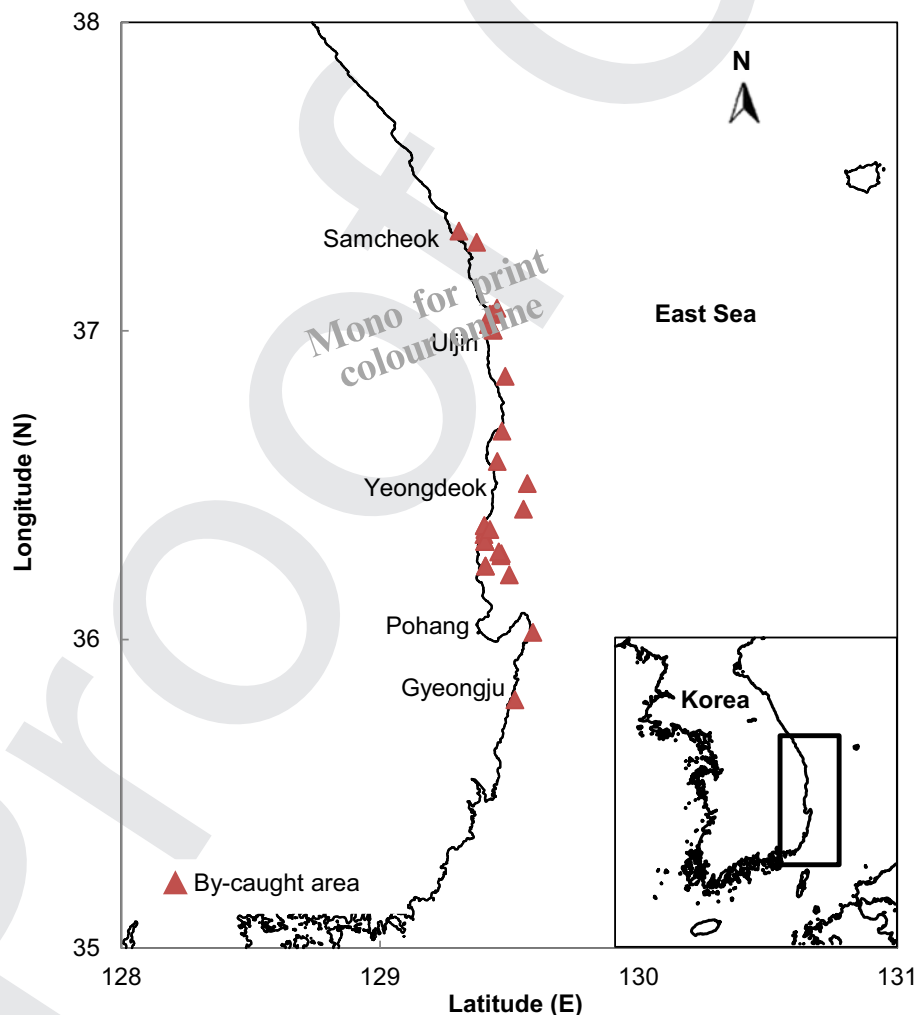 38
N
Samcheok
Mono for print
colour online
East Sea
37
Uljin
Longitude (N)
Yeongdeok
Pohang
36
Gyeongju
Korea
By-caught area
35
128
129
130
131
Latitude (E)
Proof O